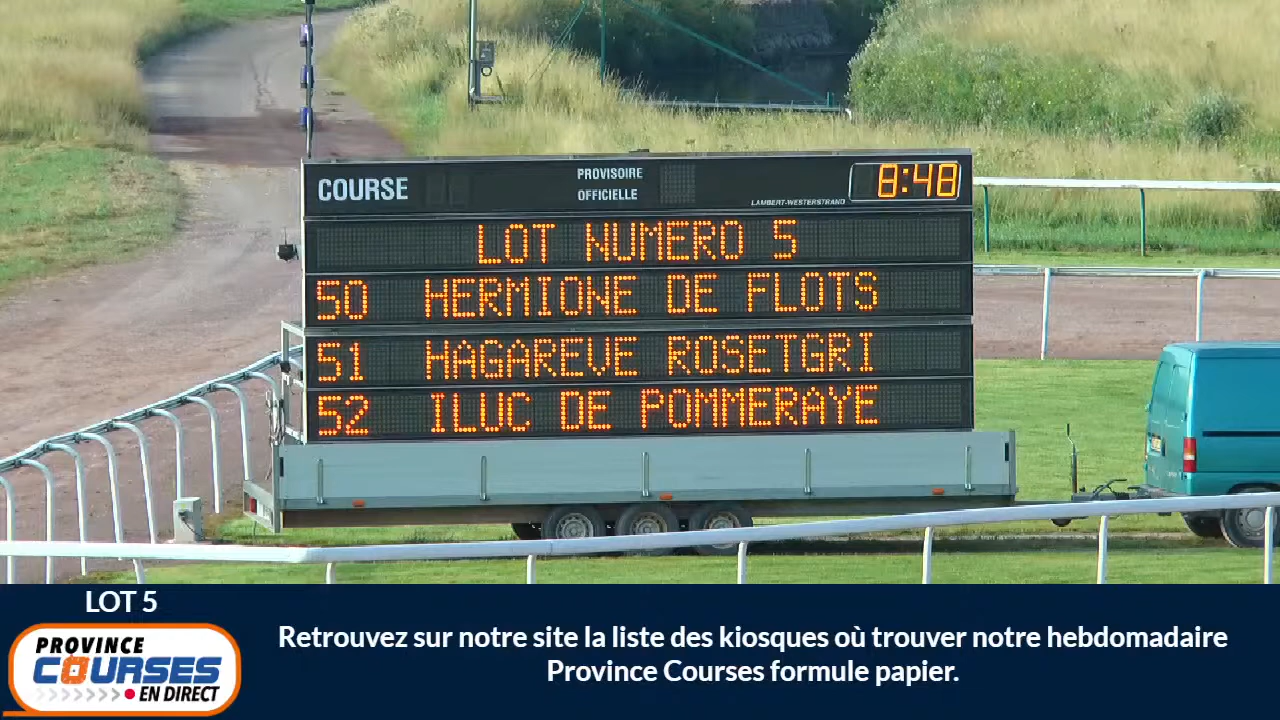 COURSE
PROVISOIRE
OFFICIELLE
LAMBERT-WESTERSTRAND
8:48
LOT NUMERO 5
50 HERMIONE DE FLOTS
51 HAGAREVE ROSETGRI
52 ILUC DE POMMERAYE
LOT 5
PROVINCE
COURSES
EN DIRECT
Retrouvez sur notre site la liste des kiosques où trouver notre hebdomadaire
Province Courses formule papier.